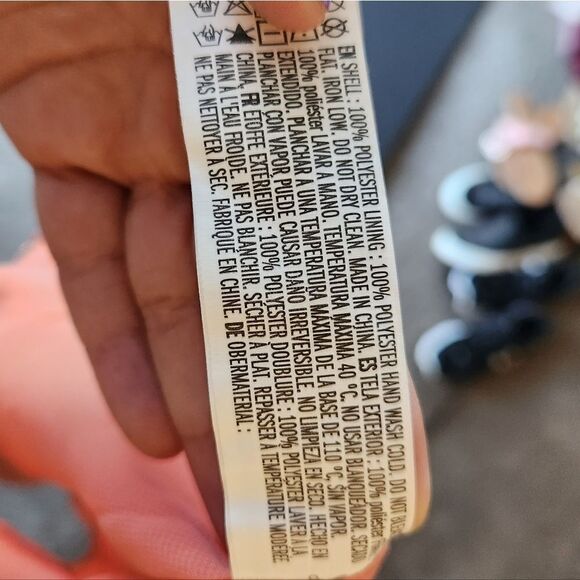 EN SHELL : 100% POLYESTER LINING : 100% POLYESTER HAND WASH COLD. DO NOT
FLAT. IRON LOW. DO NOT DRY CLEAN. MADE IN CHINA. ES TELA EXTERIOR : 100% poliéster
100% poliéster LAVAR A MANO. TEMPERATURA MAXIMA 40 °C. NO USAR BLANQUEADOR.
EXTENDIDO. PLANCHAR A UNA TEMPERATURA MÁXIMA DE LA BASE DE 110 °C, SIN VAPOR.
PLANCHAR CON VAPOR PUEDE CAUSAR DAÑO IRREVERSIBLE. NO LIMPIEZA EN SECO. HECHO EN
CHINA. FR ÉTOFFE EXTÉRIEURE : 100% POLYESTER DOUBLURE : 100% POLYESTER LAVER À LA
MAIN À L'EAU FROIDE. NE PAS BLANCHIR. SÉCHER À PLAT. REPASSER À TEMPÉRATURE
NE PAS NETTOYER À SEC. FABRIQUÉ EN CHINE. DE OBERMATERIAL :